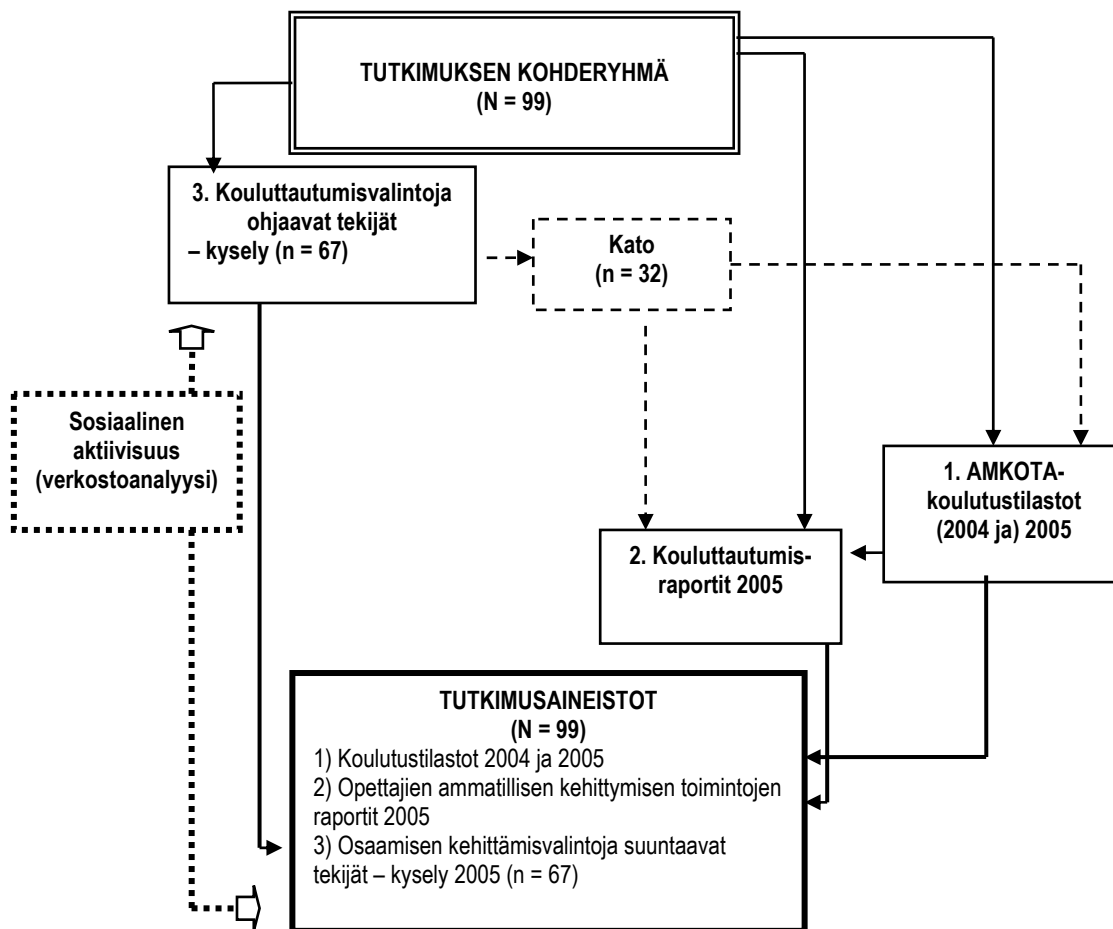 TUTKIMUKSEN KOHDERYHMÄ
(N = 99)
3. Kouluttautumisvalintoja
ohjaavat tekijät
– kysely (n = 67)
Kato
(n = 32)
Sosiaalinen
aktiivisuus
(verkostoanalyysi)
1. AMKOTA-
koulutustilastot
(2004 ja) 2005
2. Kouluttautumis-
raportit 2005
TUTKIMUSAINEISTOT
(N = 99)
1) Koulutustilastot 2004 ja 2005
2) Opettajien ammatillisen kehittymisen toimintojen
raportit 2005
3) Osaamisen kehittämisvalintoja suuntaavat
tekijät – kysely 2005 (n = 67)